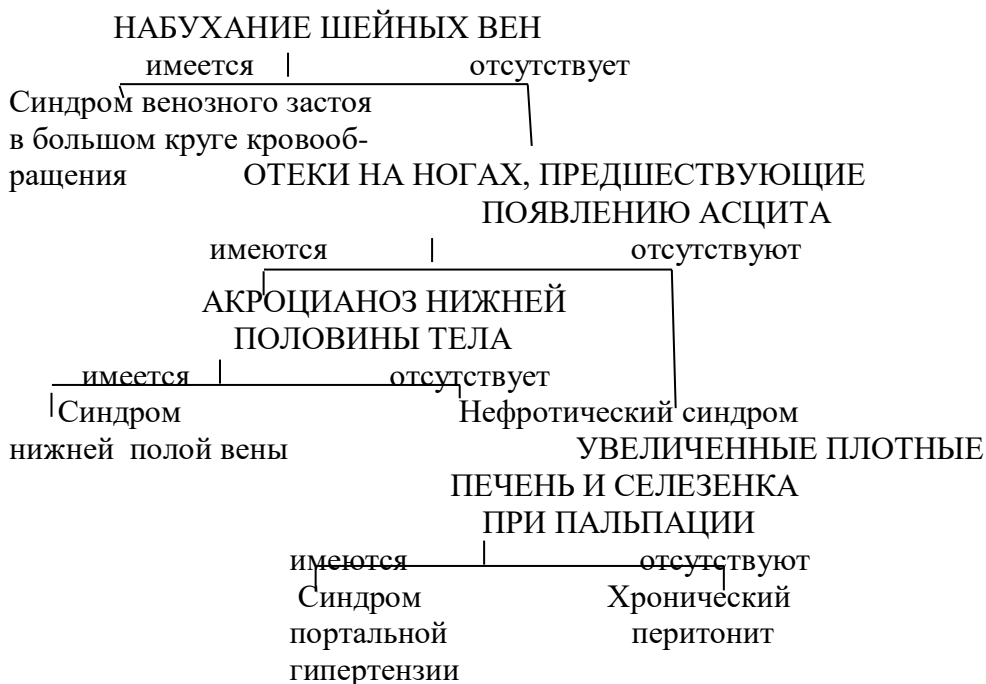 НАБУХАНИЕ ШЕЙНЫХ ВЕН
имеется отсутствует
Синдром венозного застоя
в большом круге кровооб-
ращения ОТЕКИ НА НОГАХ, ПРЕДШЕСТВУЮЩИЕ
ПОЯВЛЕНИЮ АСЦИТА
имеются отсутствуют
АКРОЦИАНОЗ НИЖНЕЙ
ПОЛОВИНЫ ТЕЛА
имеется отсутствует
Синдром Нефротический синдром
нижней полой вены УВЕЛИЧЕННЫЕ ПЛОТНЫЕ
ПЕЧЕНЬ И СЕЛЕЗЕНКА
ПРИ ПАЛЬПАЦИИ
имеются отсутствуют
Синдром Хронический
портальной перитонит
гипертензии